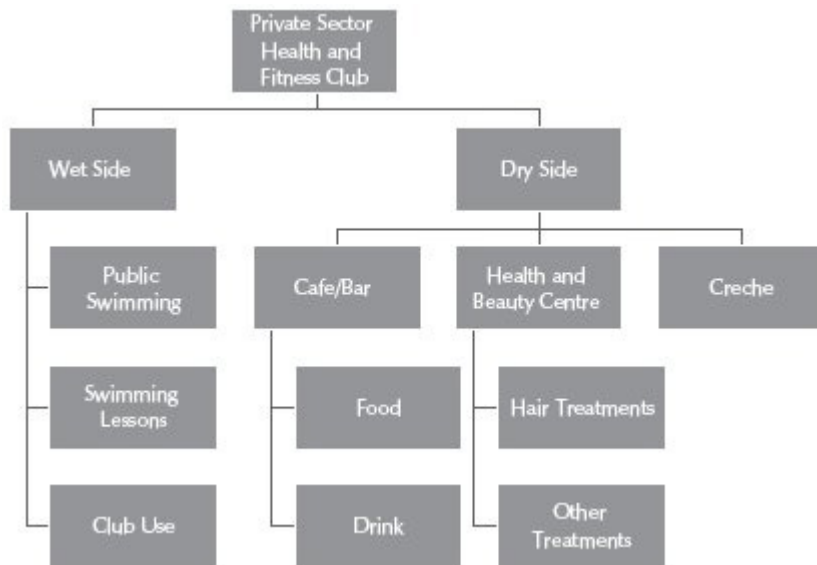 Private Sector
Health and
Fitness Club
Wet Side
Dry Side
Public
Swimming
Cafe/Bar
Health and
Beauty Centre
Creche
Swimming
Lessons
Food
Hair Treatments
Club Use
Drink
Other
Treatments